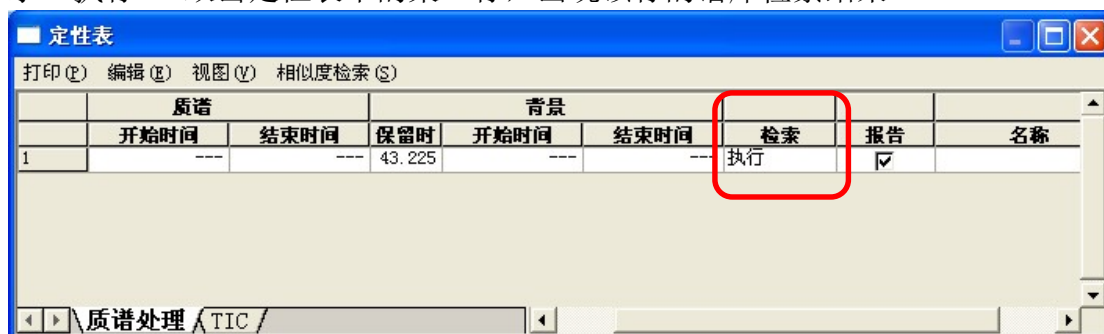 定性表
打印(P) 编辑(E) 视图(V) 相似度检索(S)
质谱 背景
开始时间 结束时间 保留时 开始时间 结束时间 检索 报告 名称
1 --- --- 43.225 --- --- 执行
质谱处理 TIC